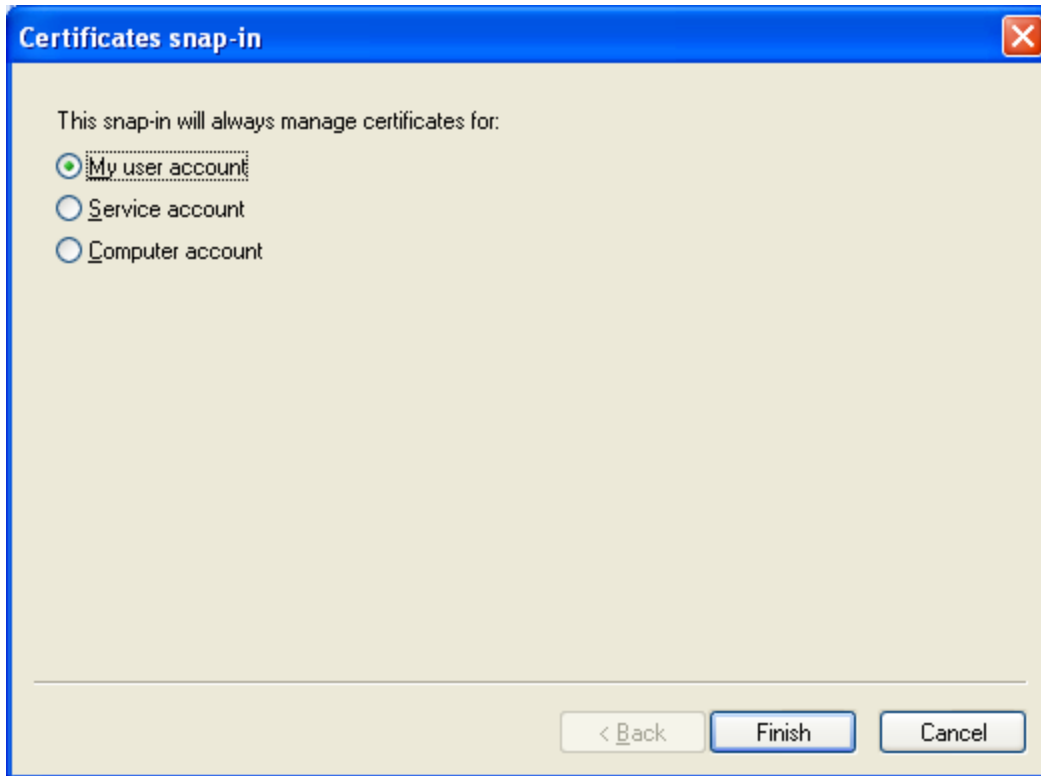 Certificates snap-in
This snap-in will always manage certificates for:
My user account
Service account
Computer account
< Back Finish Cancel